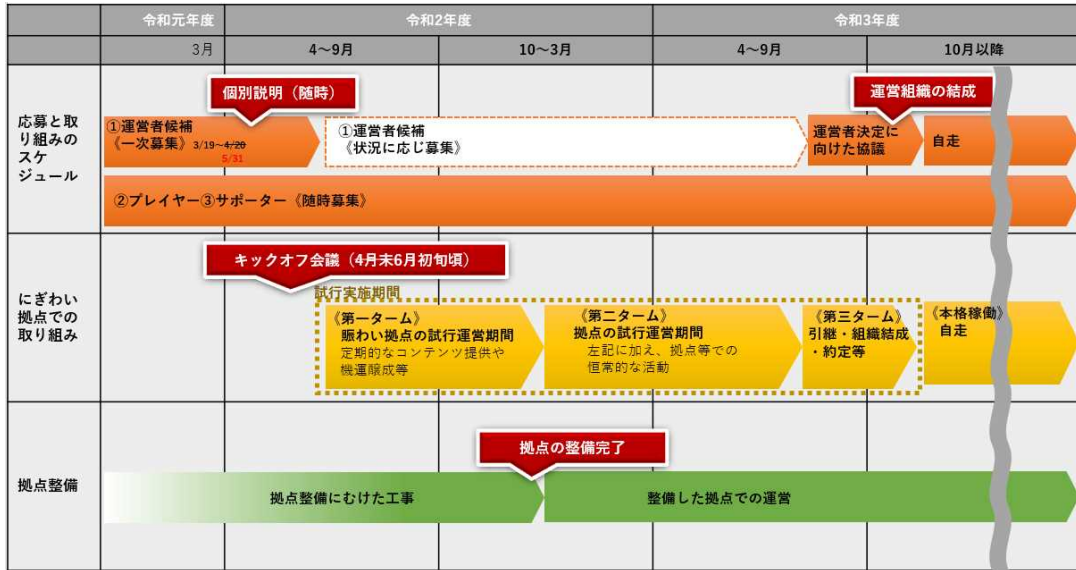 令和元年度 令和2年度 令和3年度
3月 4～9月 10～3月 4～9月 10月以降
応募と取
り組みの
スケ
ジュール
個別説明（随時）
運営組織の結成
①運営者候補
《一次募集》 3/19～4/20
5/31
①運営者候補
《状況に応じ募集》
運営者決定に
向けた協議
自走
②プレイヤー③サポーター《随時募集》
にぎわい
拠点での
取り組み
キックオフ会議（4月末6月初旬頃）
試行実施期間
《第一ターム》
賑わい拠点の試行運営期間
定期的なコンテンツ提供や
機運醸成等
《第二ターム》
拠点の試行運営期間
左記に加え、拠点等での
恒常的な活動
《第三ターム》
引継・組織結成
・約定等
《本格稼働》
自走
拠点整備
拠点の整備完了
拠点整備にむけた工事
整備した拠点での運営